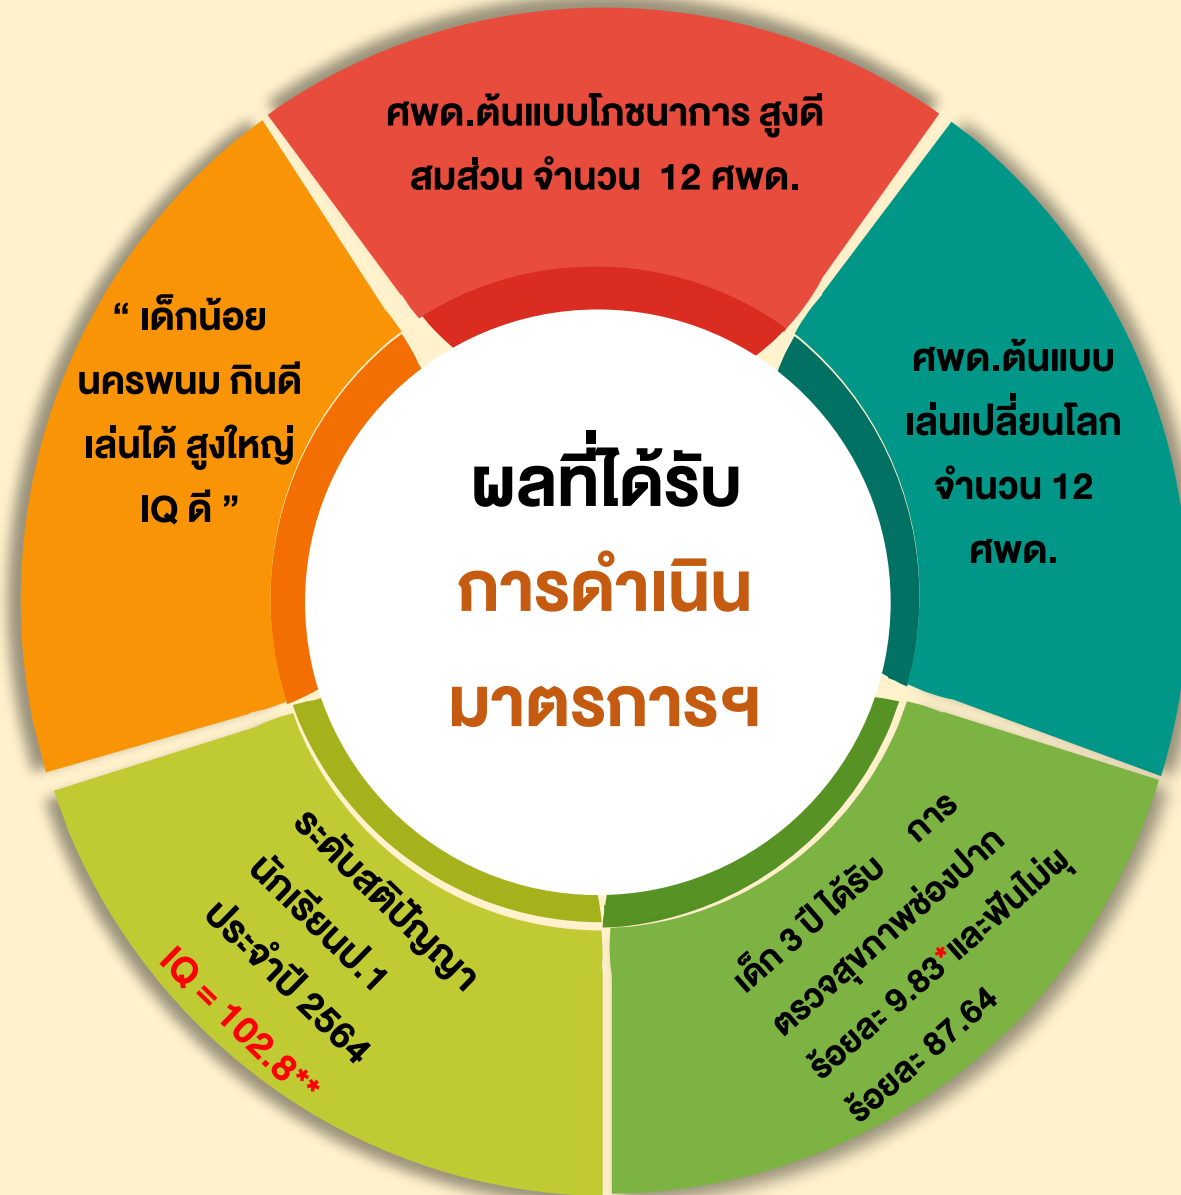 ศพด.ต้นแบบโภชนาการ สูงดี
สมส่วน จำนวน 12 ศพด.
ศพด.ต้นแบบ
เล่นเปลี่ยนโลก
จำนวน 12
ศพด.
เด็ก 3 ปี ได้รับ การ
ตรวจสุขภาพช่องปาก
ร้อยละ 9.83*และฟันไม่ผุ
ร้อยละ 87.64
ระดับสติปัญญา
นักเรียนป.1
ประจำปี 2564
IQ = 102.8**
“ เด็กน้อย
นครพนม กินดี
เล่นได้ สูงใหญ่
IQ ดี ”
ผลที่ได้รับ
การดำเนิน
มาตรการฯ